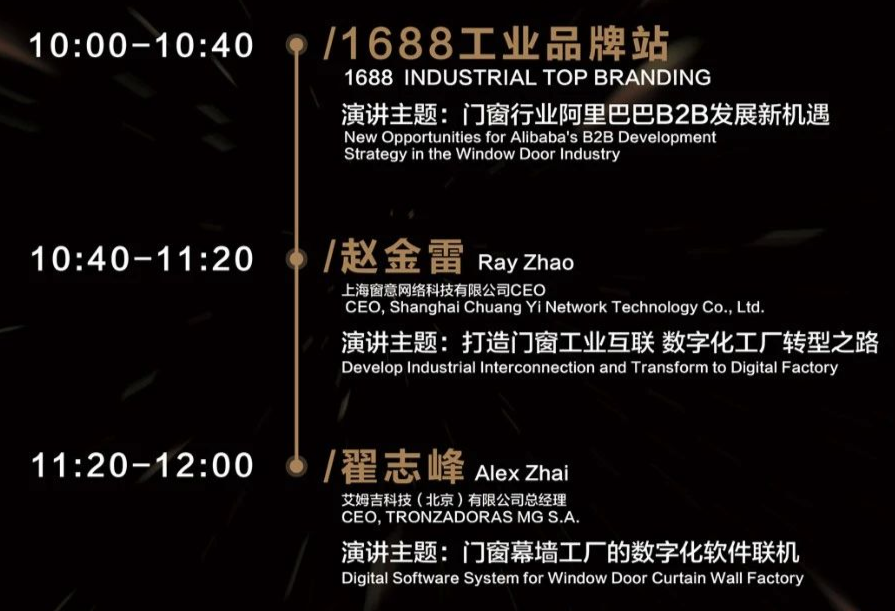 10:00-10:40
/1688工业品牌站
1688 INDUSTRIAL TOP BRANDING
演讲主题：门窗行业阿里巴巴B2B发展新机遇
New Opportunities for Alibaba's B2B Development
Strategy in the Window Door Industry
10:40-11:20
/赵金雷 Ray Zhao
上海窗意网络科技有限公司CEO
CEO, Shanghai Chuang Yi Network Technology Co., Ltd.
演讲主题：打造门窗工业互联 数字化工厂转型之路
Develop Industrial Interconnection and Transform to Digital Factory
11:20-12:00
/翟志峰 Alex Zhai
艾姆吉科技（北京）有限公司总经理
CEO, TRONZADORAS MG S.A.
演讲主题：门窗幕墙工厂的数字化软件联机
Digital Software System for Window Door Curtain Wall Factory